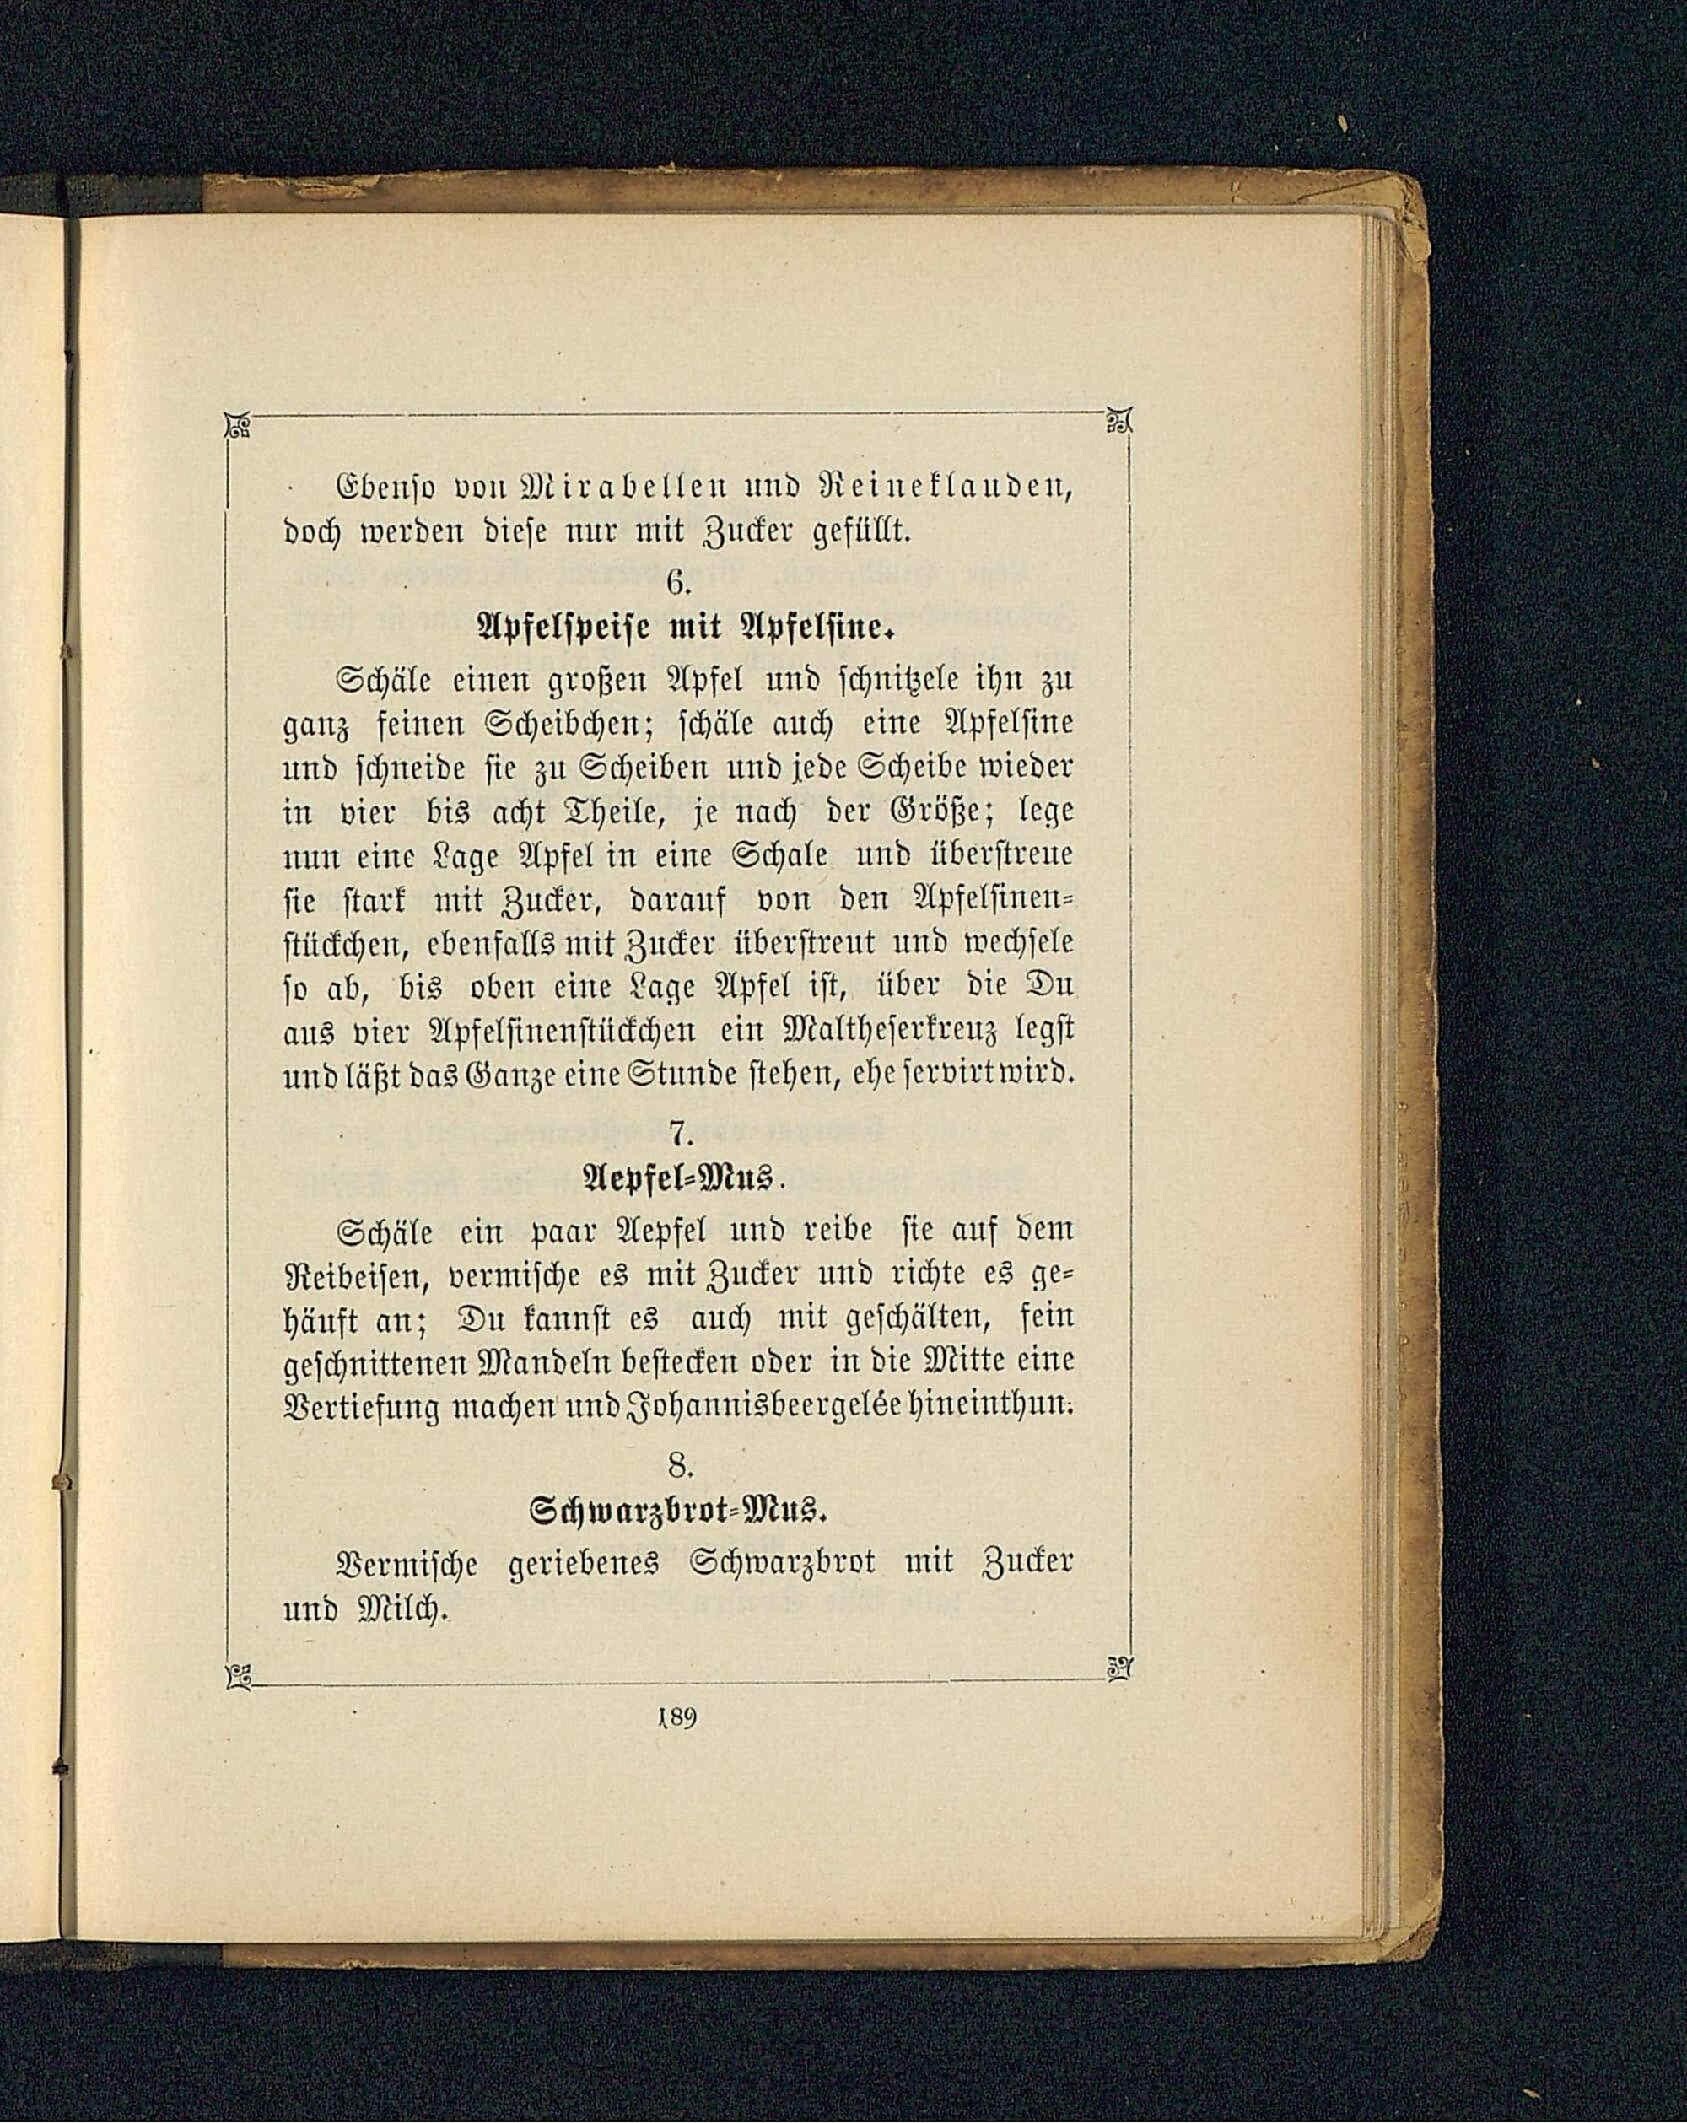 Ebenso von Mirabellen und Reineklauden,
doch werden diese nur mit Zucker gefüllt.
6.
Apfelspeise mit Apfelsine.
Schäle einen großen Apfel und schnitzele ihn zu
ganz feinen Scheibchen; schäle auch eine Apfelsine
und schneide sie zu Scheiben und jede Scheibe wieder
in vier bis acht Theile, je nach der Größe; lege
nun eine Lage Apfel in eine Schale und überstreue
sie stark mit Zucker, darauf von den Apfelsinen-
stückchen, ebenfalls mit Zucker überstreut und wechsele
so ab, bis oben eine Lage Apfel ist, über die Du
aus vier Apfelsinenstückchen ein Maltheserkreuz legst
und läßt das Ganze eine Stunde stehen, ehe servirt wird.
7.
Aepfel-Mus.
Schäle ein paar Aepfel und reibe sie auf dem
Reibeisen, vermische es mit Zucker und richte es ge-
häuft an; Du kannst es auch mit geschälten, fein
geschnittenen Mandeln bestecken oder in die Mitte eine
Vertiefung machen und Johannisbeergelée hineinthun.
8.
Schwarzbrot-Mus.
Vermische geriebenes Schwarzbrot mit Zucker
und Milch.
189